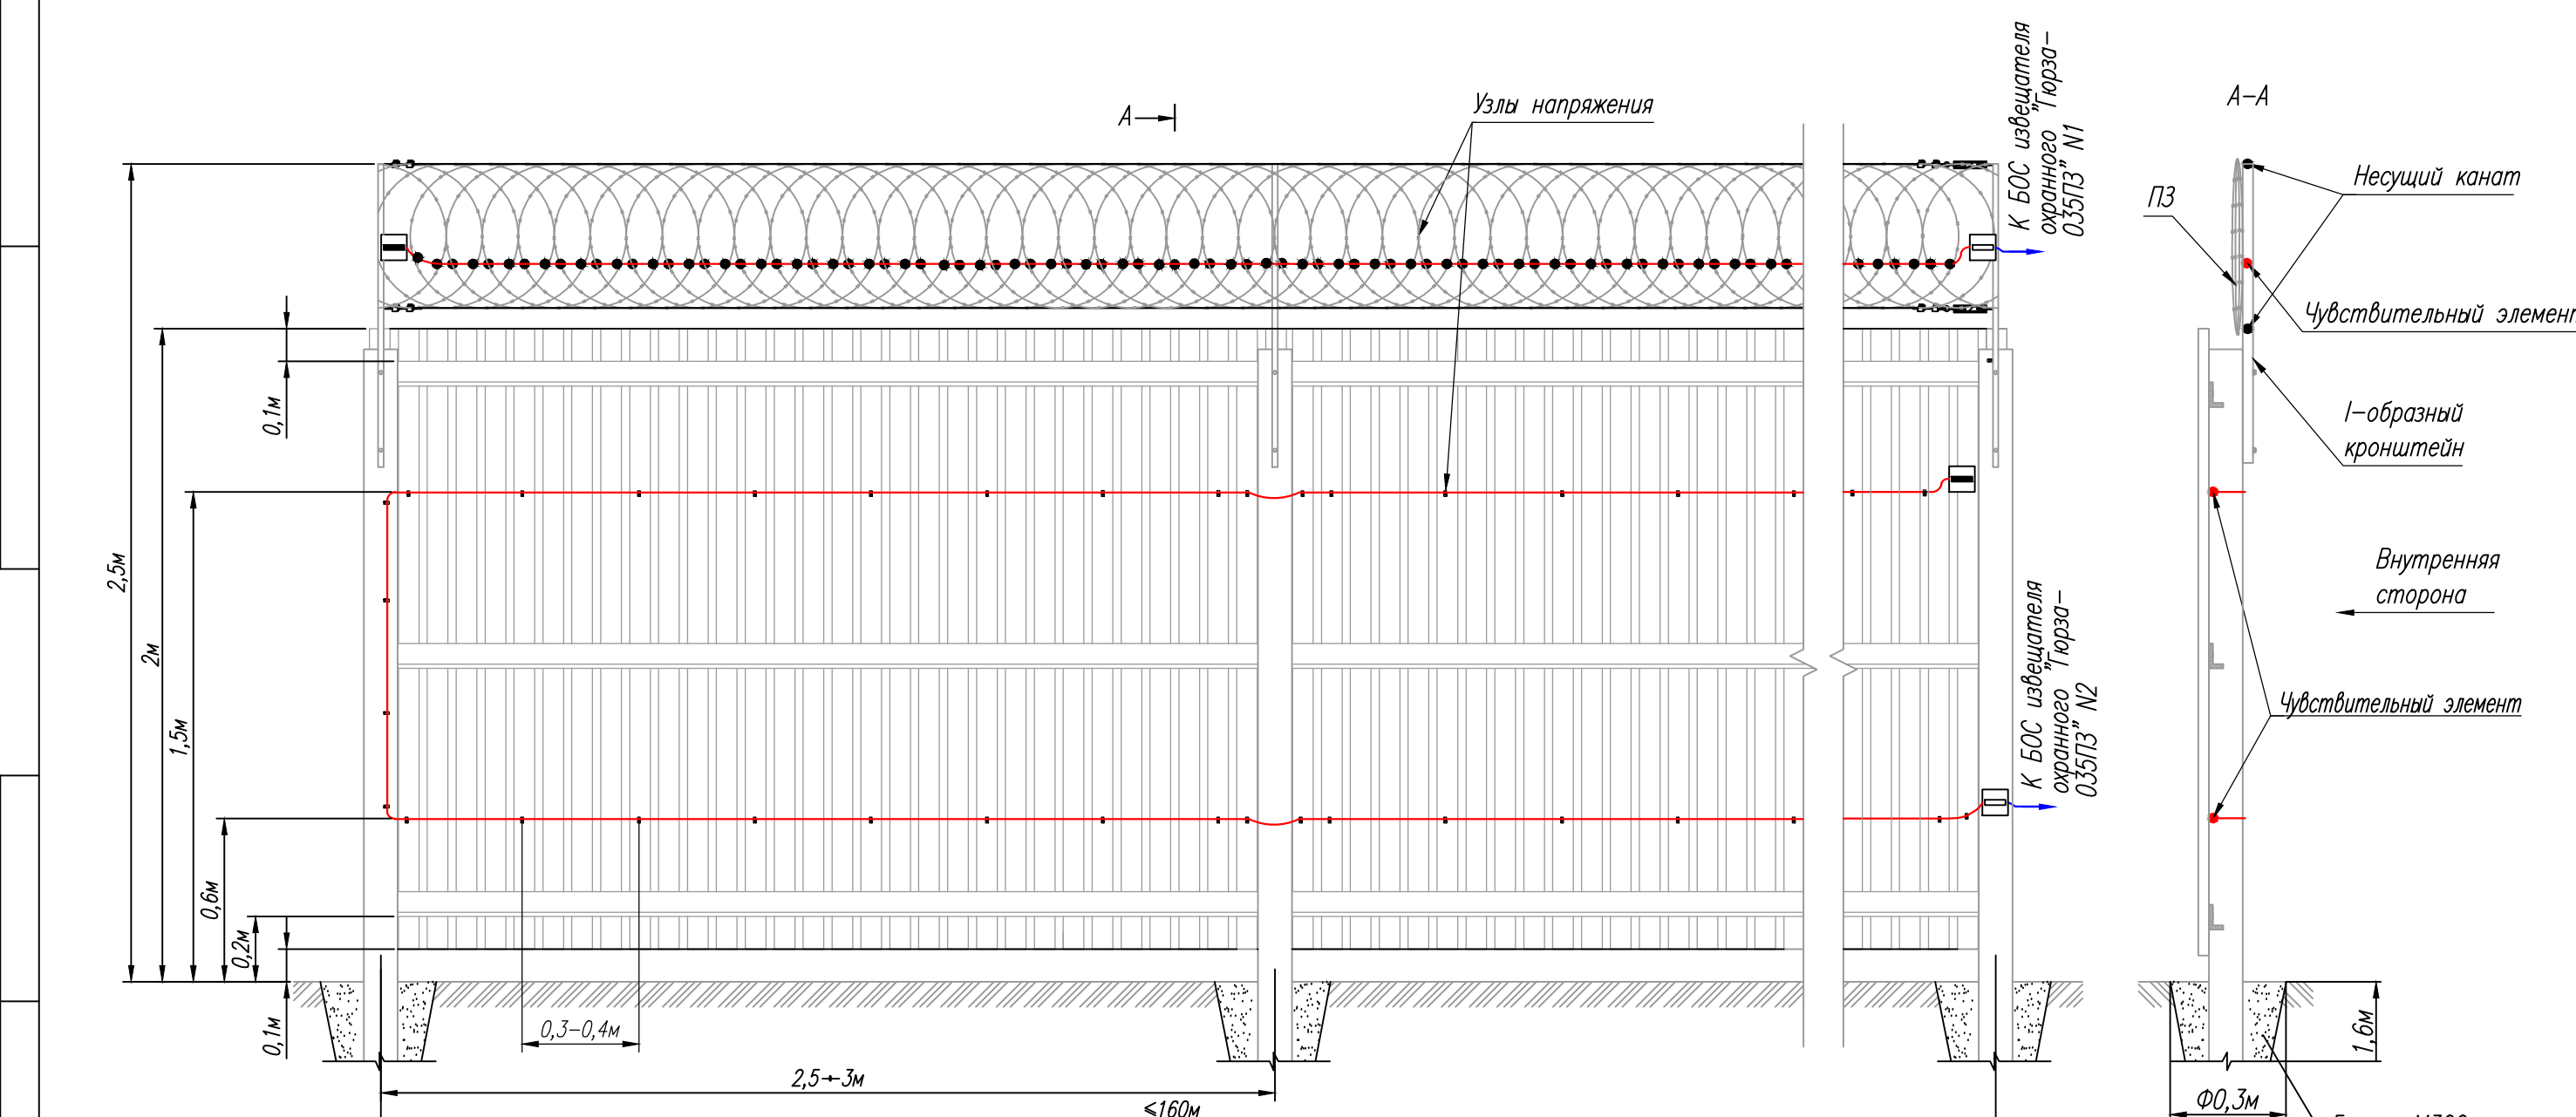 А
Узлы напряжения
К БОС извещателя
охранного "Гюрза-
035ПЗ" N1
А-А
ПЗ
Несущий канат
Чувствительный элемент
I-образный
кронштейн
Внутренняя
сторона
Чувствительный элемент
К БОС извещателя
охранного "Гюрза-
035ПЗ" N2
2,5м
2м
1,5м
0,6м
0,2м
0,1м
0,1м
0,3-0,4м
2,5÷3м
≤160м
1,6м
Ф0,3м